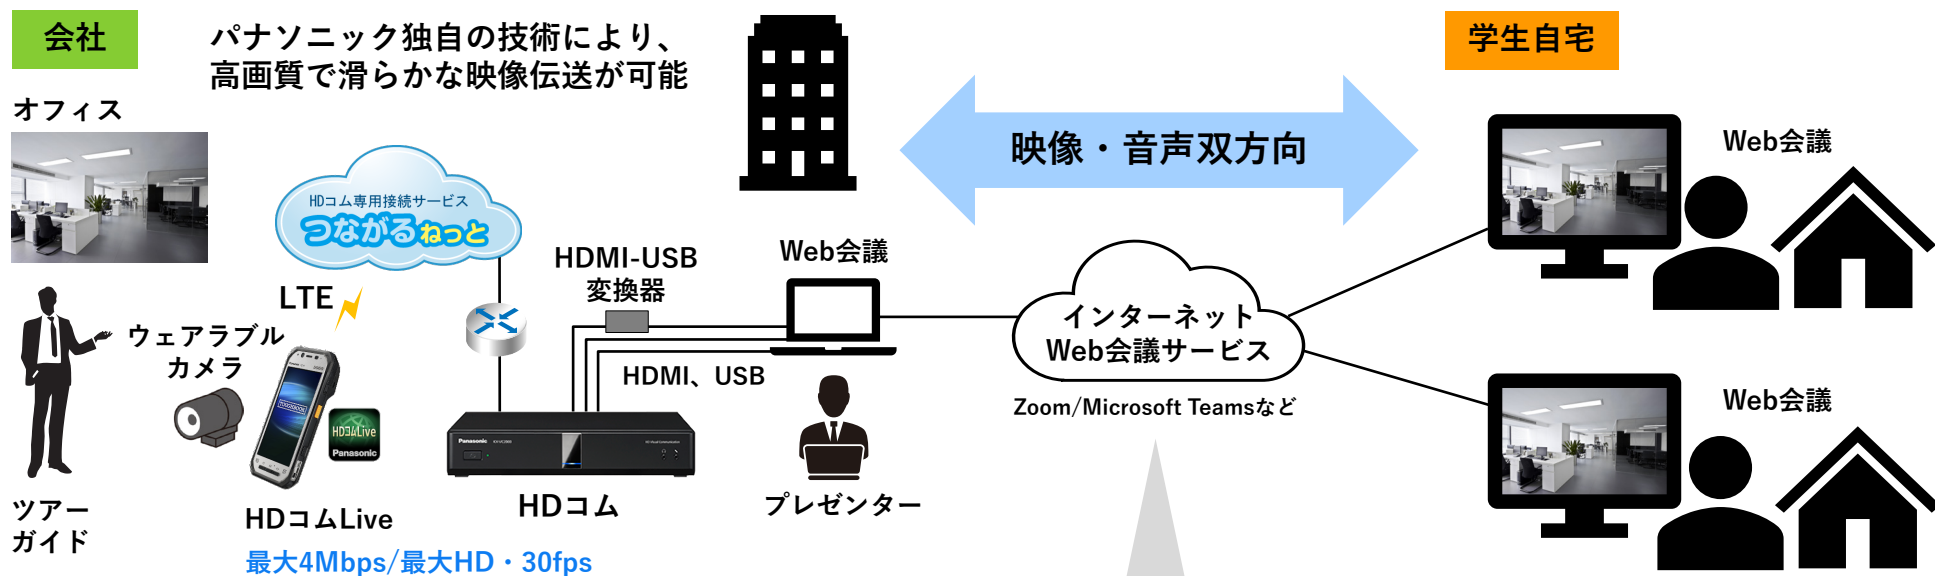 会社
パナソニック独自の技術により、
高画質で滑らかな映像伝送が可能
学生自宅
オフィス
映像・音声双方向
Web会議
HDコム専用接続サービス
つながるねっと
HDMI-USB
変換器
Web会議
LTE
インターネット
Web会議サービス
ウェアラブル
カメラ
HDMI、USB
Zoom/Microsoft Teamsなど
Web会議
TOUGHBOOK
HDコムLive
Panasonic
Panasonic
HDコム
プレゼンター
ツアー
ガイド
HDコムLive
最大4Mbps/最大HD・30fps